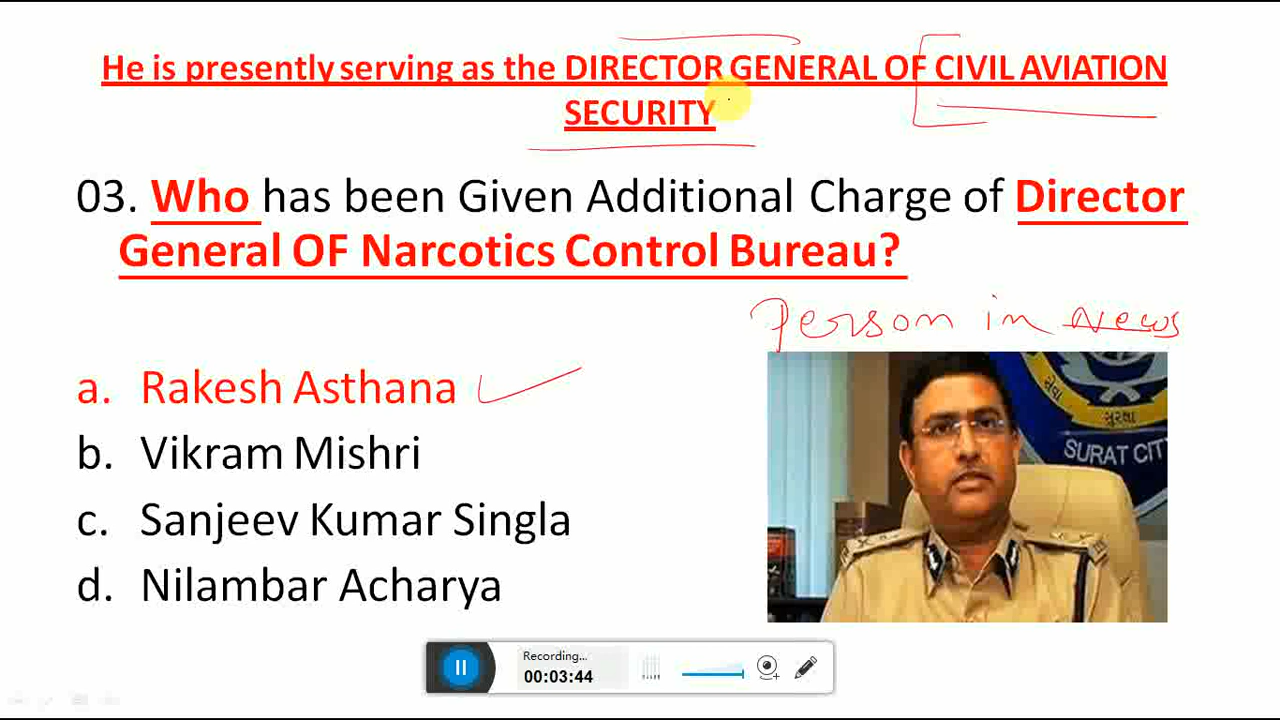 He is presently serving as the DIRECTOR GENERAL OF CIVIL AVIATION
SECURITY
03. Who has been Given Additional Charge of Director
General OF Narcotics Control Bureau?
Person in News
a. Rakesh Asthana
b. Vikram Mishri
c. Sanjeev Kumar Singla
d. Nilambar Acharya
સેવા
સુરક્ષા
SURAT CIT
Recording...
00:03:44